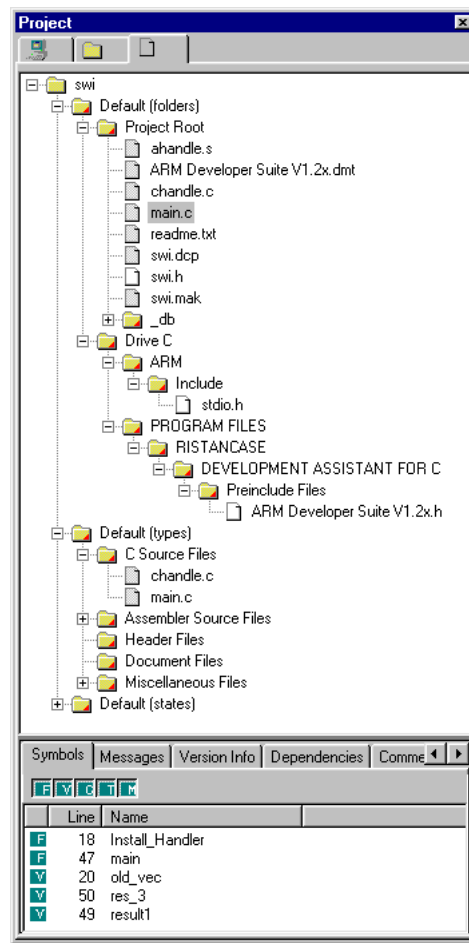 Project
swi
Default (folders)
Project Root
ahandle.s
ARM Developer Suite V1.2x.dmt
chandle.c
main.c
readme.txt
swi.dcp
swi.h
swi.mak
_db
Drive C
ARM
Include
stdio.h
PROGRAM FILES
RISTANCASE
DEVELOPMENT ASSISTANT FOR C
Preinclude Files
ARM Developer Suite V1.2x.h
Default (types)
C Source Files
chandle.c
main.c
Assembler Source Files
Header Files
Document Files
Miscellaneous Files
Default (states)
Symbols Messages Version Info Dependencies Comme
F V C T M
Line Name
F 18 Install_Handler
F 47 main
V 20 old_vec
V 50 res_3
V 49 result1